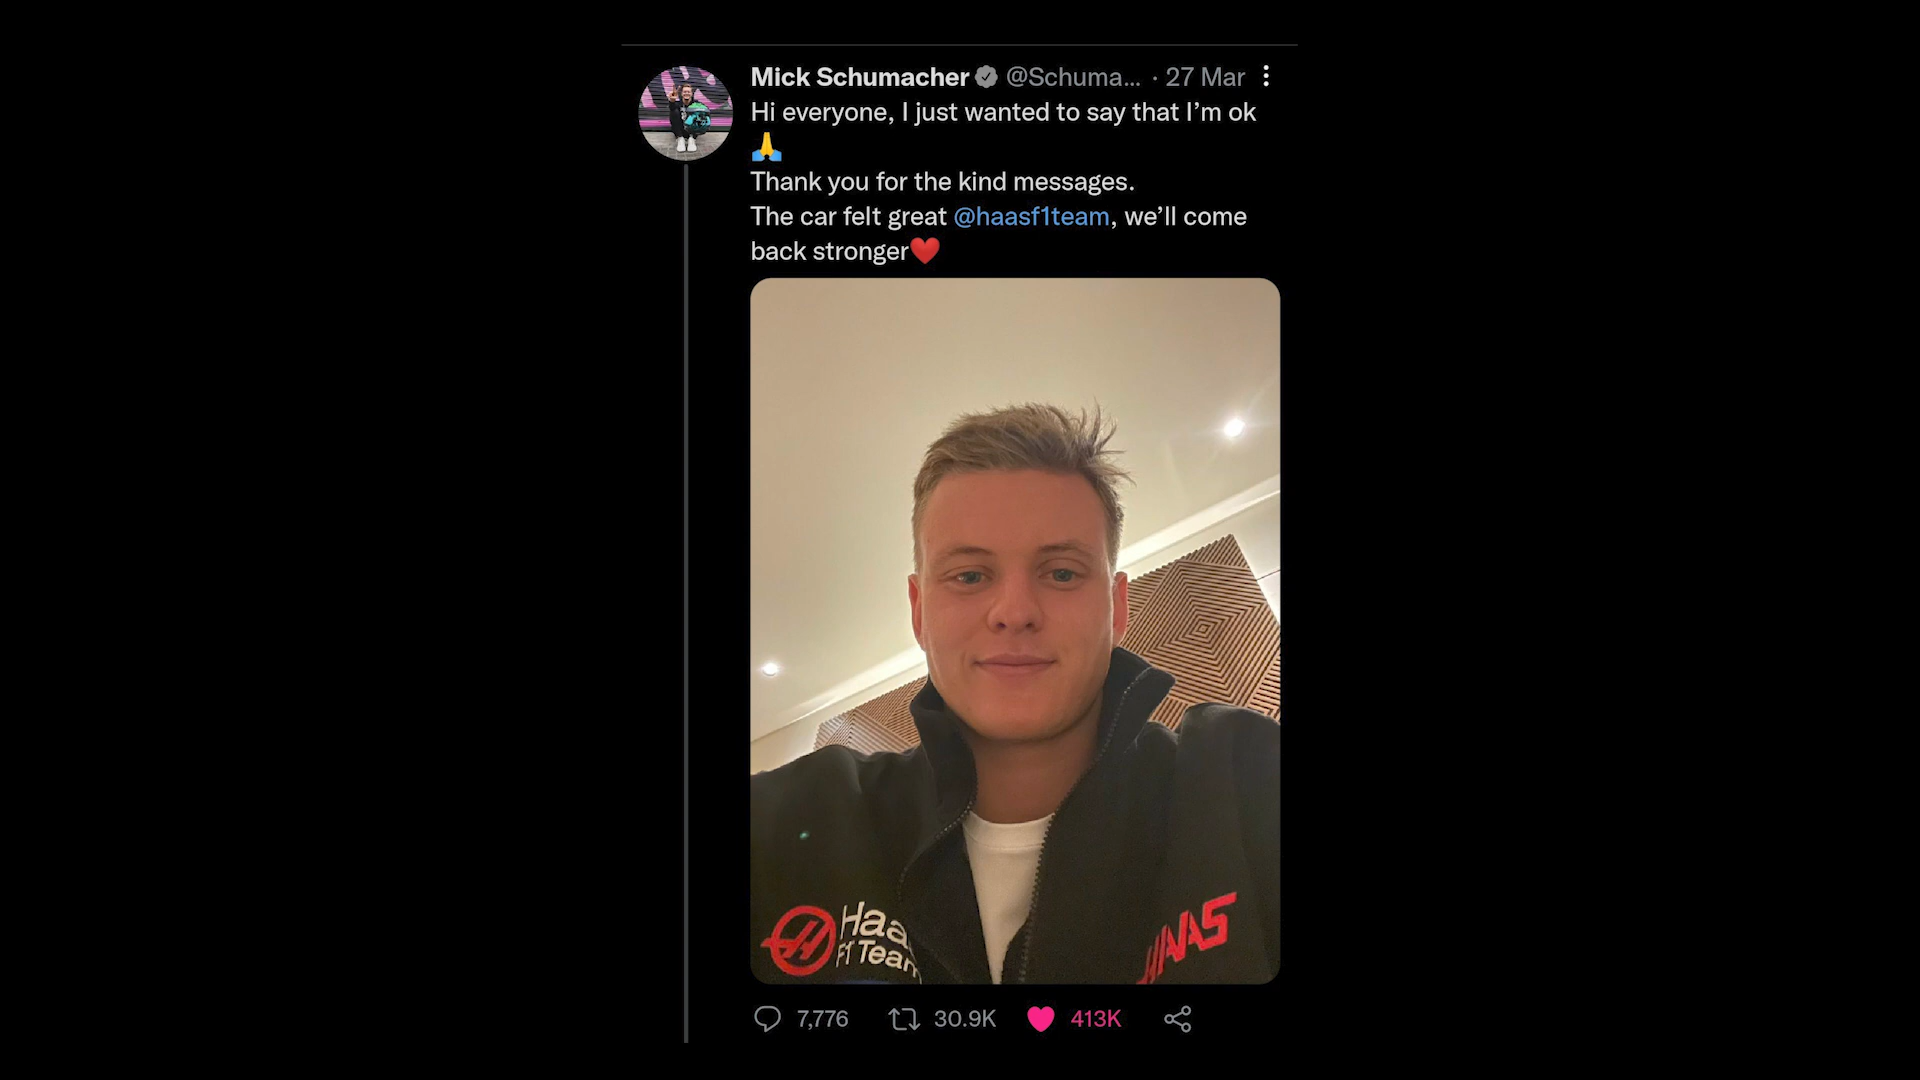 Mick Schumacher @Schuma... · 27 Mar
Hi everyone, I just wanted to say that I’m ok
🙏
Thank you for the kind messages.
The car felt great @haasf1team, we’ll come
back stronger❤️
Haa
F1 Team
HAAS
7,776 30.9K 413K